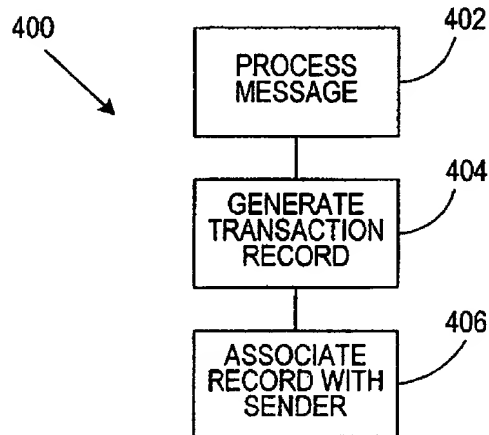 400
402
PROCESS
MESSAGE
404
GENERATE
TRANSACTION
RECORD
406
ASSOCIATE
RECORD WITH
SENDER